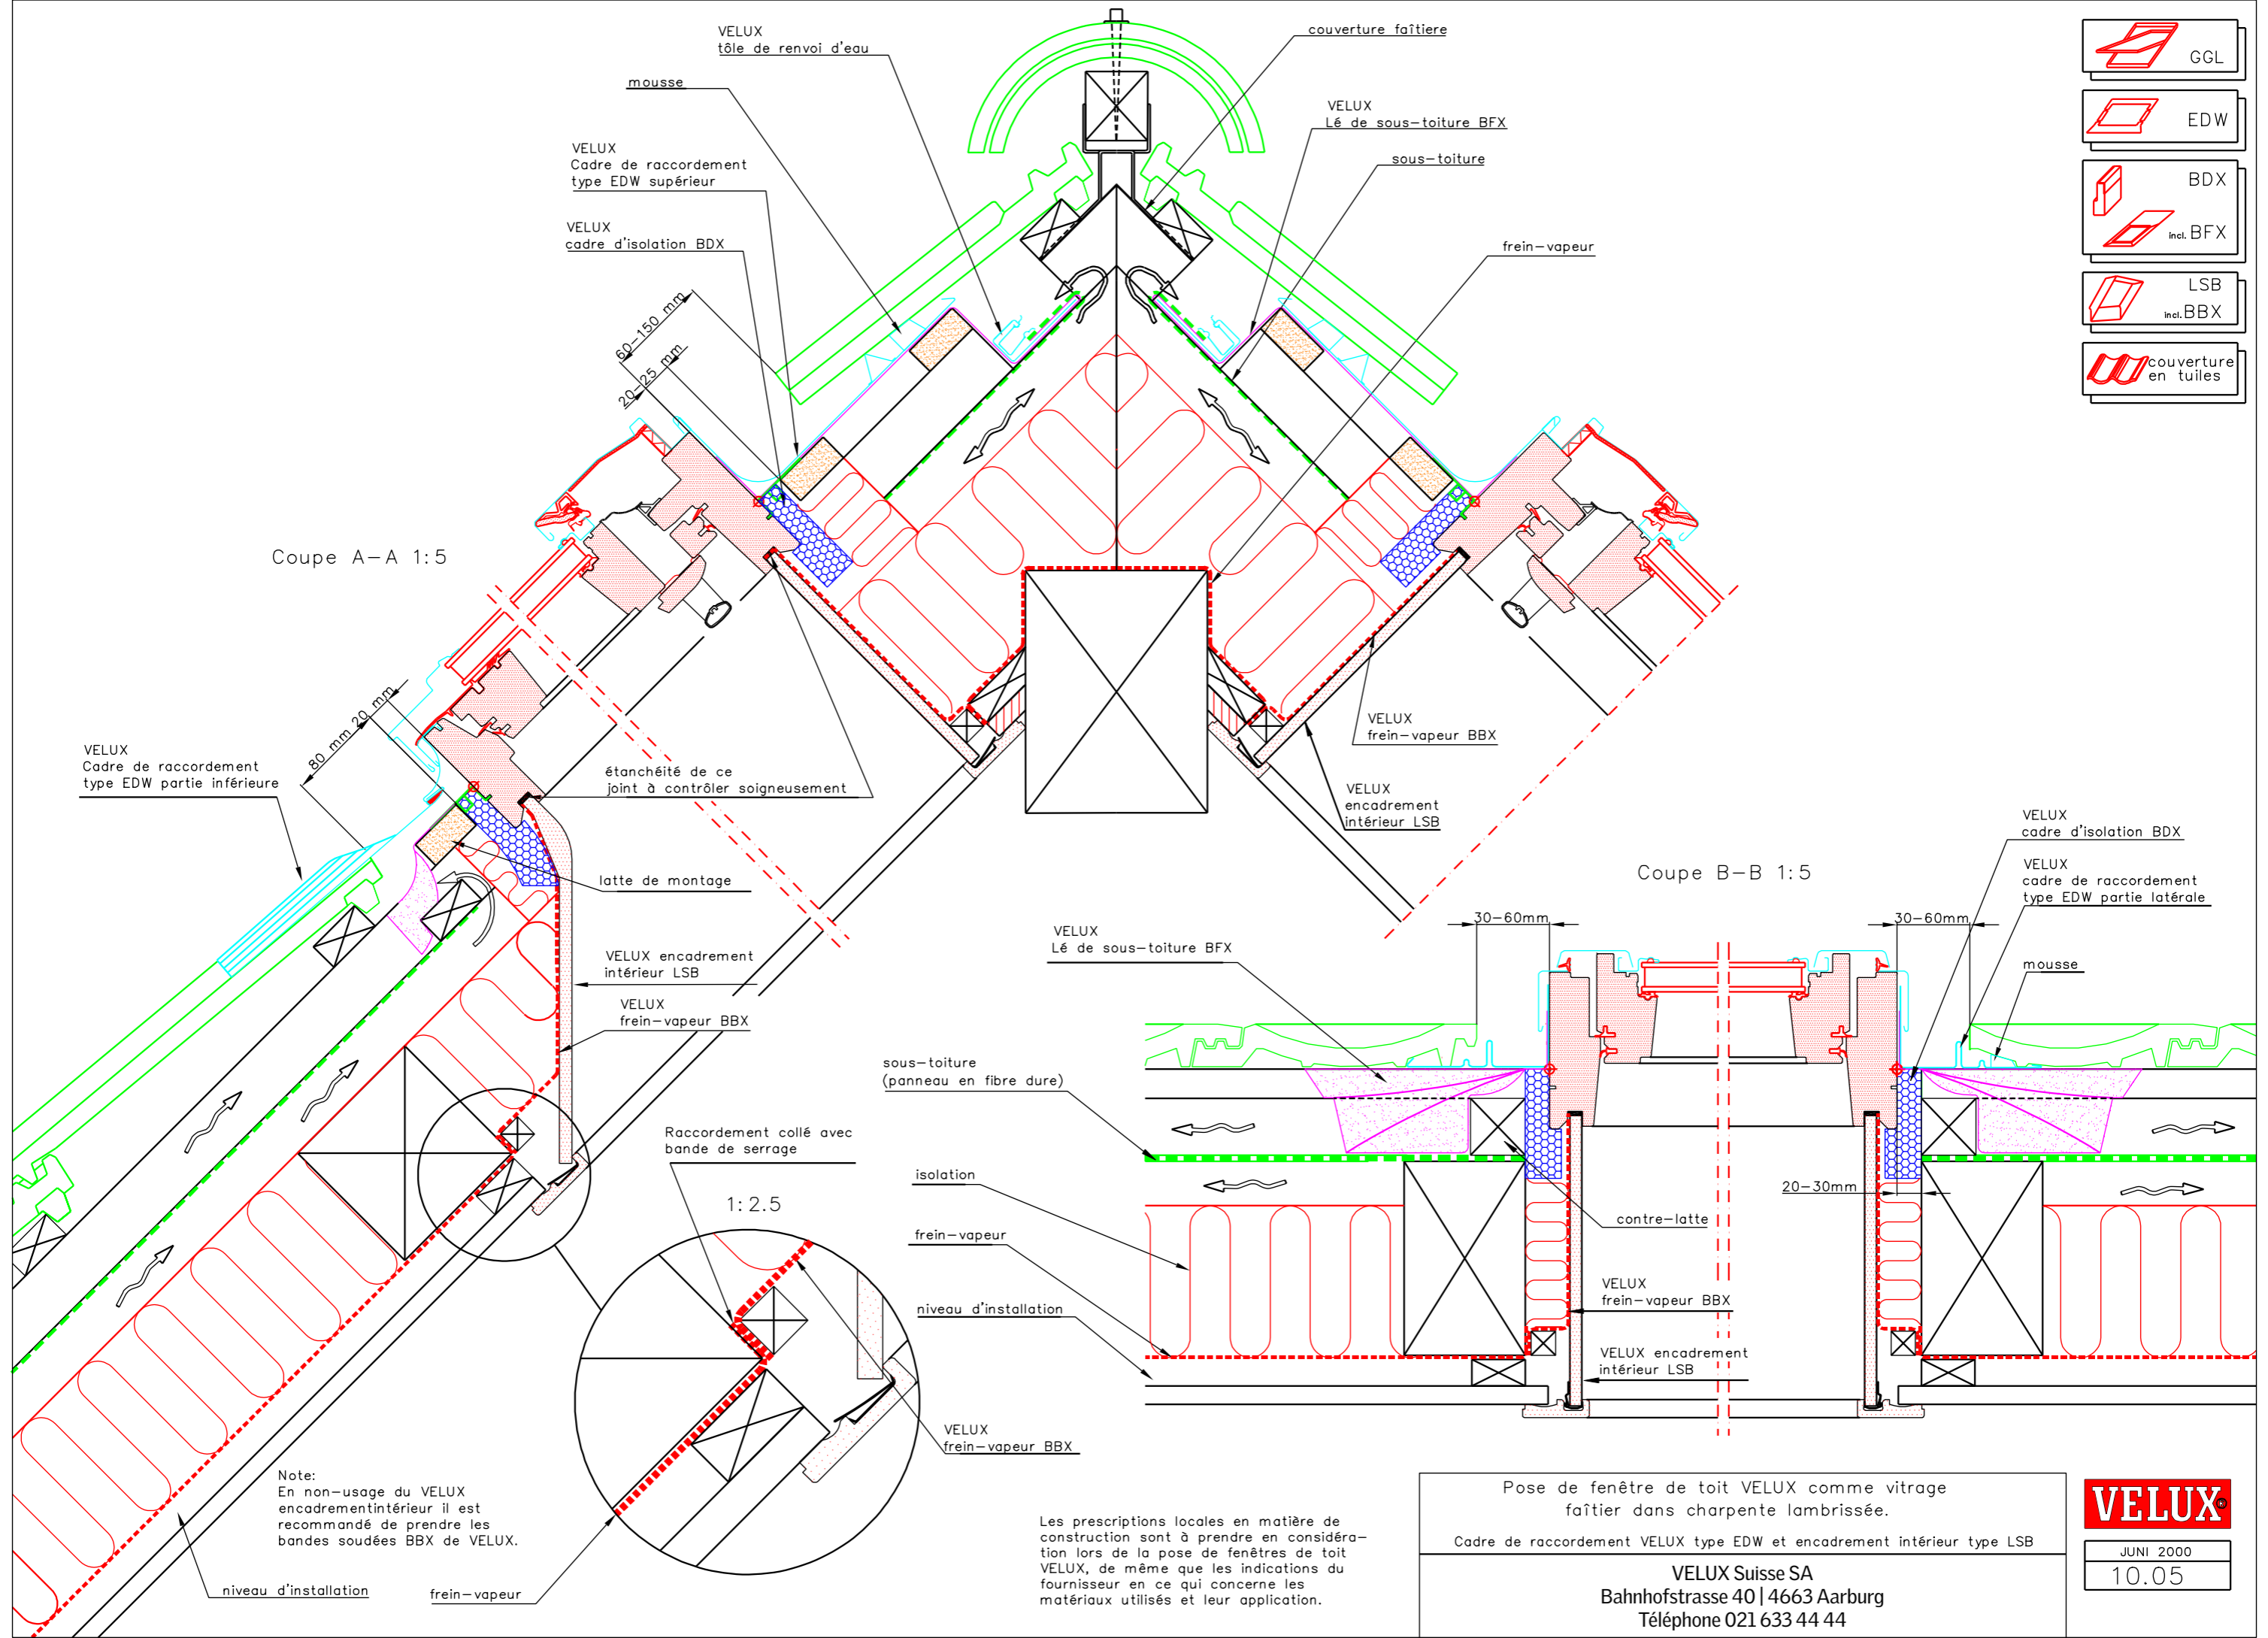 VELUX
tôle de renvoi d'eau
mousse
VELUX
Cadre de raccordement
type EDW supérieur
VELUX
cadre d'isolation BDX
couverture faîtiere
VELUX
Lé de sous-toiture BFX
sous-toiture
frein-vapeur
GGL
EDW
BDX
incl. BFX
LSB
incl. BBX
couverture
en tuiles
60-150 mm
20-25 mm
Coupe A-A 1:5
80 mm
20 mm
VELUX
Cadre de raccordement
type EDW partie inférieure
étanchéité de ce
joint à contrôler soigneusement
latte de montage
VELUX encadrement
intérieur LSB
VELUX
frein-vapeur BBX
VELUX
frein-vapeur BBX
VELUX
encadrement
intérieur LSB
Coupe B-B 1:5
VELUX
cadre d'isolation BDX
VELUX
cadre de raccordement
type EDW partie latérale
mousse
30-60mm
30-60mm
VELUX
Lé de sous-toiture BFX
sous-toiture
(panneau en fibre dure)
isolation
frein-vapeur
niveau d'installation
20-30mm
contre-latte
VELUX
frein-vapeur BBX
VELUX encadrement
intérieur LSB
Raccordement collé avec
bande de serrage
1:2.5
VELUX
frein-vapeur BBX
Note:
En non-usage du VELUX
encadrementintérieur il est
recommandé de prendre les
bandes soudées BBX de VELUX.
niveau d'installation
frein-vapeur
Les prescriptions locales en matière de
construction sont à prendre en considéra-
tion lors de la pose de fenêtres de toit
VELUX, de même que les indications du
fournisseur en ce qui concerne les
matériaux utilisés et leur application.
Pose de fenêtre de toit VELUX comme vitrage
faîtier dans charpente lambrissée.
Cadre de raccordement VELUX type EDW et encadrement intérieur type LSB
VELUX Suisse SA
Bahnhofstrasse 40 | 4663 Aarburg
Téléphone 021 633 44 44
VELUX®
JUNI 2000
10.05